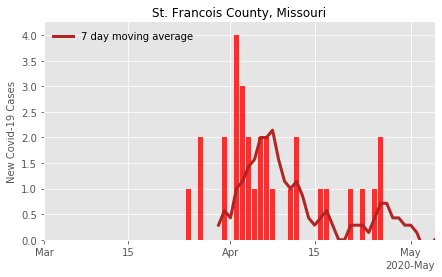 St. Francois County, Missouri
7 day moving average
New Covid-19 Cases
4.0
3.5
3.0
2.5
2.0
1.5
1.0
0.5
0.0
Mar
15
Apr
15
May
2020-May